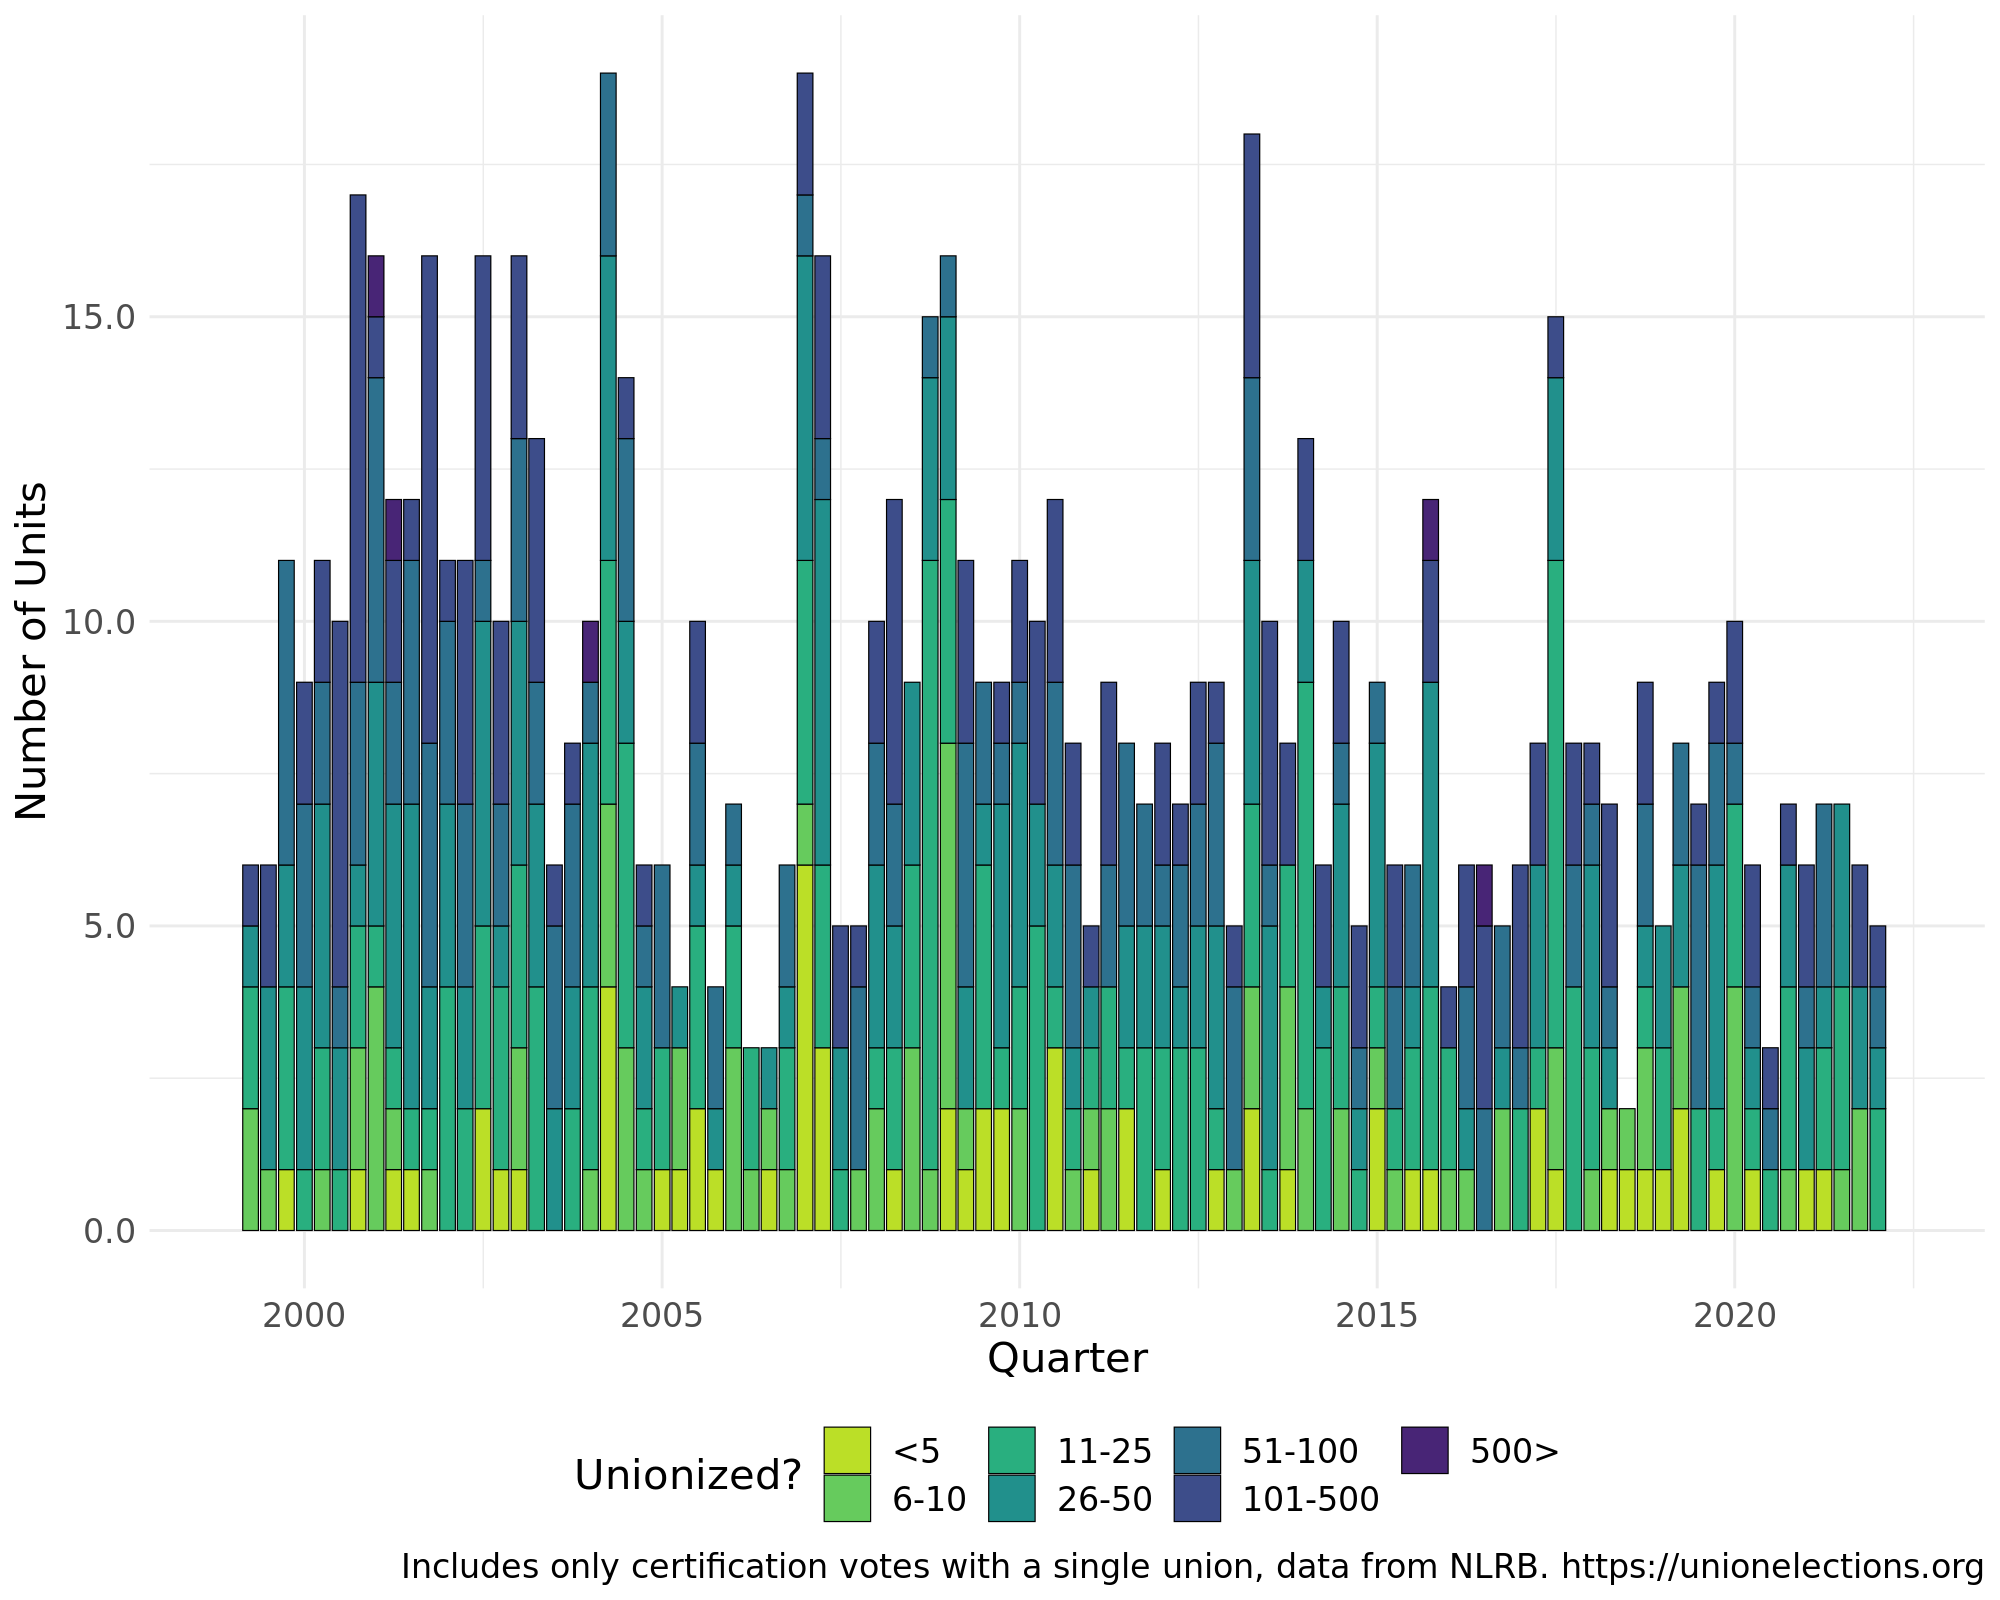 Number of Units
15.0
10.0
5.0
0.0
2000 2005 2010 2015 2020
Quarter
Unionized?
<5 11-25 51-100 500>
6-10 26-50 101-500
Includes only certification votes with a single union, data from NLRB. https://unionelections.org